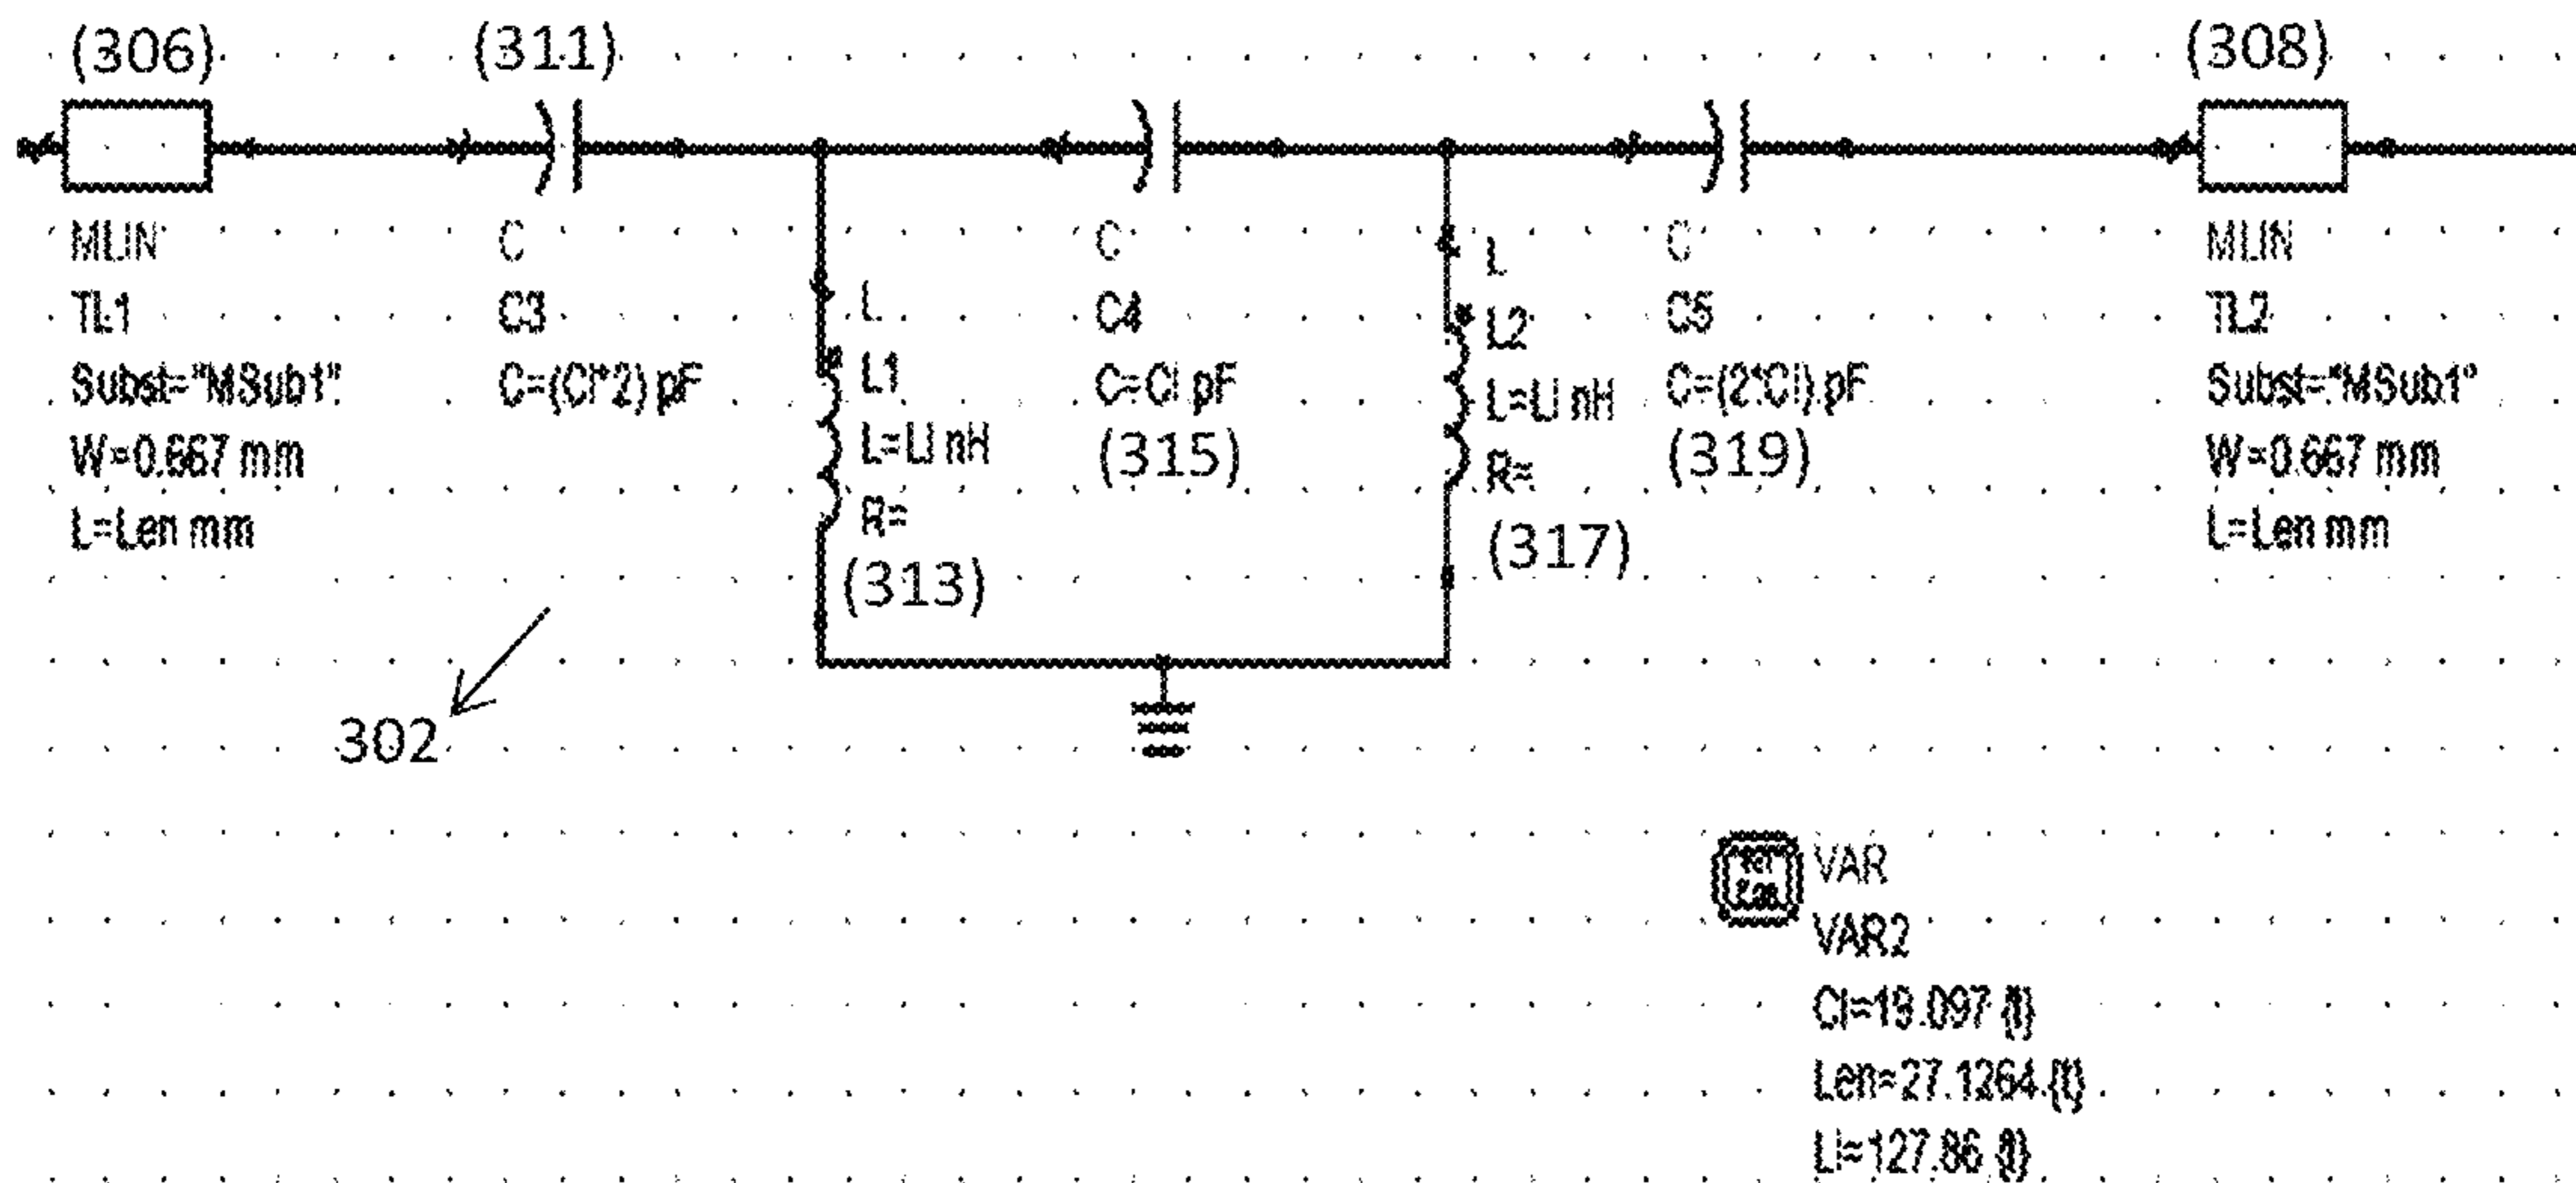 (306)
(311)
(308)
MLIN
TL1
Subst="MSub1"
W=0.667 mm
L=Len mm
C
C3
C=(Cl*2) pF
L
L1
L=Ll nH
R=
(313)
C
C4
C=Cl pF
(315)
L
L2
L=Ll nH
R=
(317)
C
C5
C=(2*Cl) pF
(319)
MLIN
TL2
Subst="MSub1"
W=0.667 mm
L=Len mm
302
VAR
VAR2
Cl=19.097 {t}
Len=27.1264 {t}
Ll=127.86 {t}